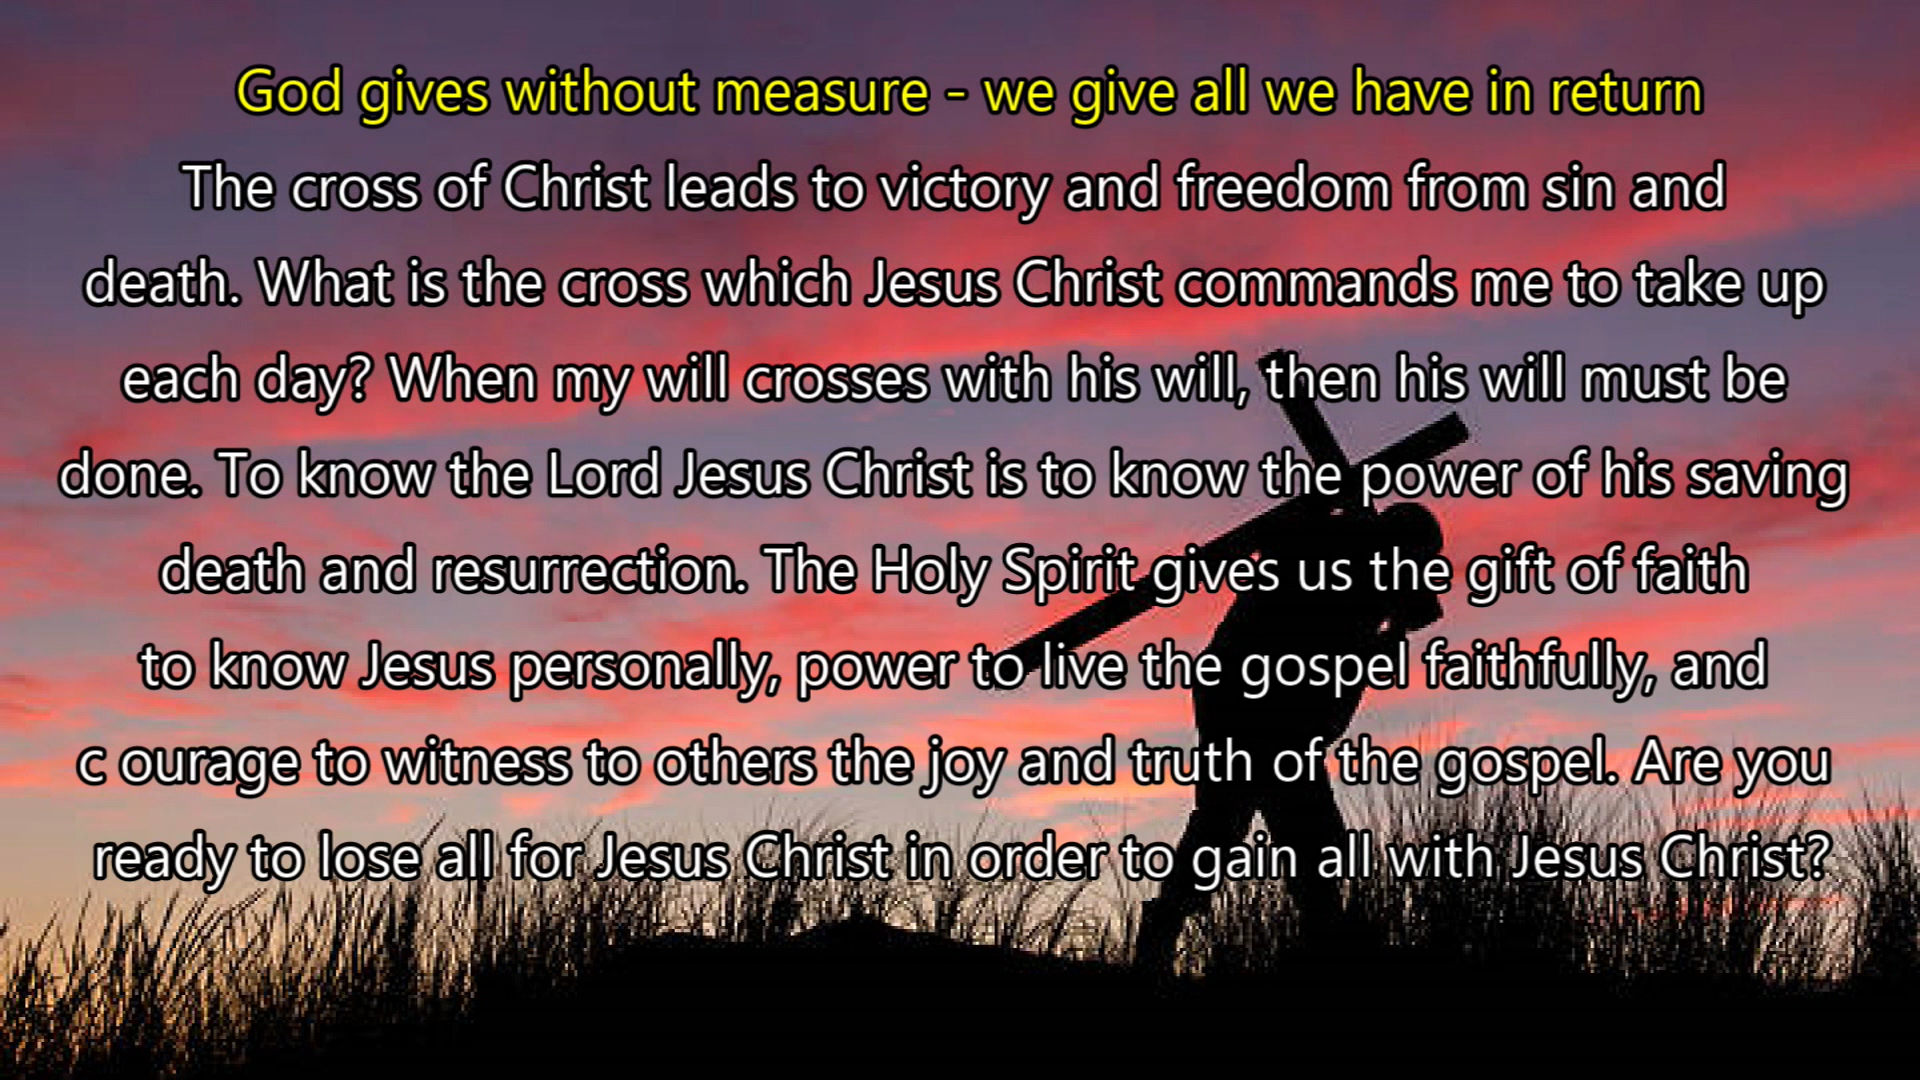 God gives without measure - we give all we have in return
The cross of Christ leads to victory and freedom from sin and
death. What is the cross which Jesus Christ commands me to take up
each day? When my will crosses with his will, then his will must be
done. To know the Lord Jesus Christ is to know the power of his saving
death and resurrection. The Holy Spirit gives us the gift of faith
to know Jesus personally, power to live the gospel faithfully, and
c ourage to witness to others the joy and truth of the gospel. Are you
ready to lose all for Jesus Christ in order to gain all with Jesus Christ?